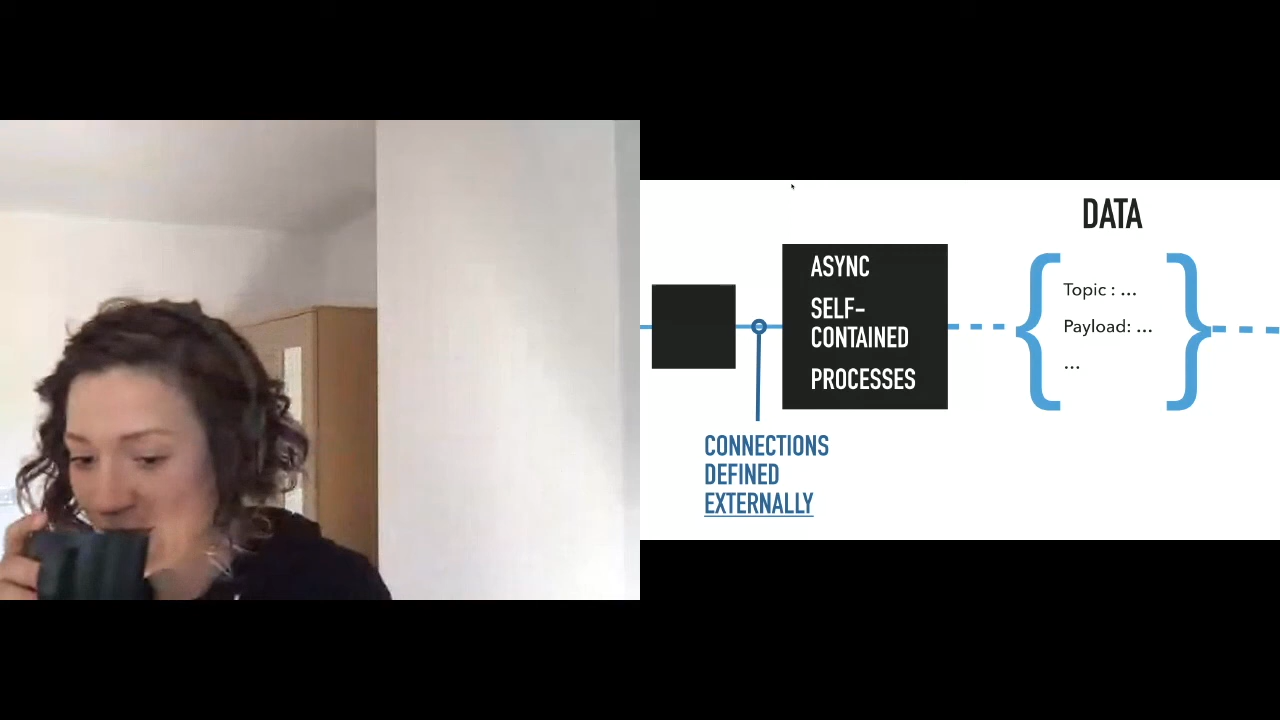 DATA
ASYNC
SELF-
CONTAINED
PROCESSES
{
Topic : ...
Payload: ...
...
}
CONNECTIONS
DEFINED
EXTERNALLY